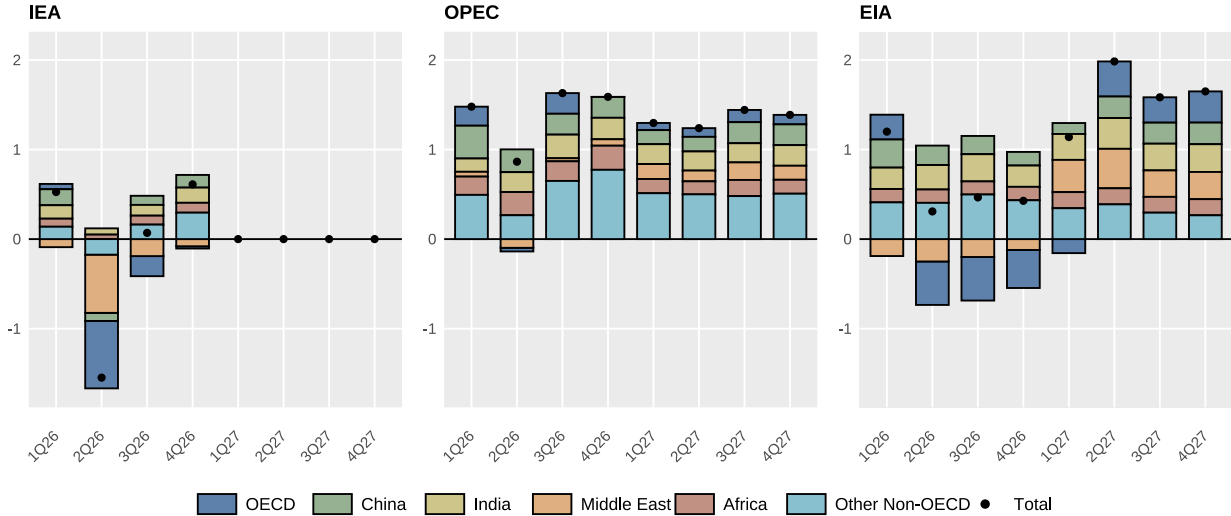 IEA
OPEC
EIA
2
1
0
-1
2
1
0
-1
2
1
0
-1
1Q26
2Q26
3Q26
4Q26
1Q27
2Q27
3Q27
4Q27
1Q26
2Q26
3Q26
4Q26
1Q27
2Q27
3Q27
4Q27
1Q26
2Q26
3Q26
4Q26
1Q27
2Q27
3Q27
4Q27
OECD China India Middle East Africa Other Non-OECD Total